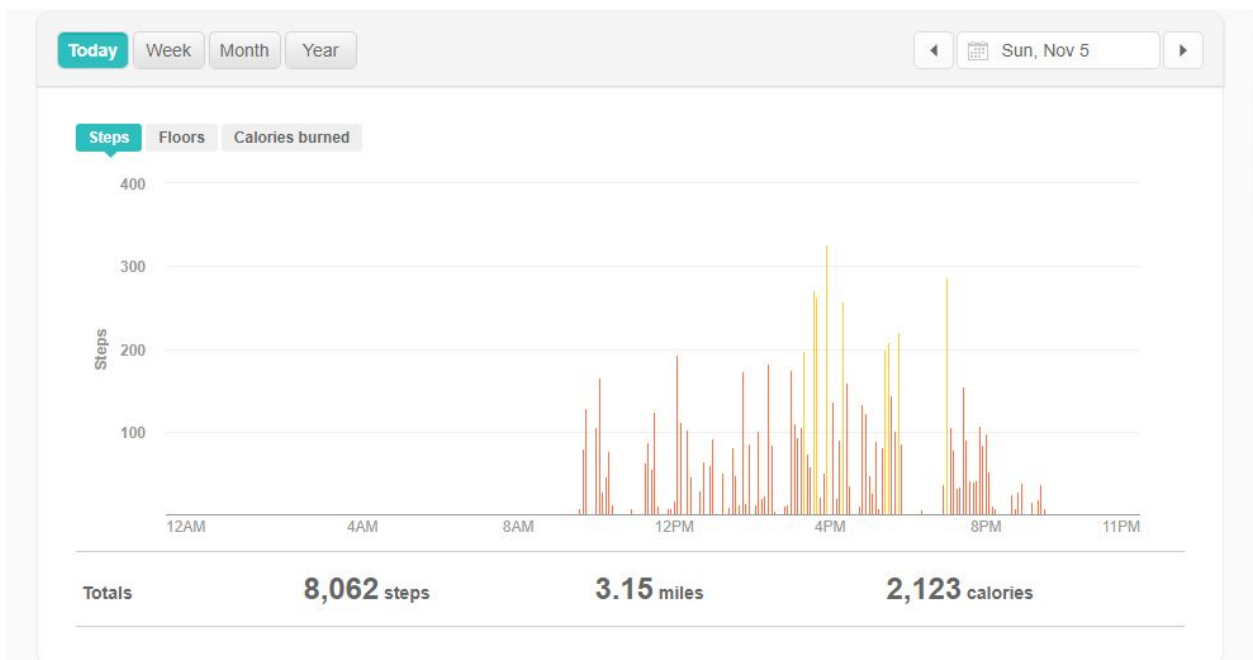 Today Week Month Year Sun, Nov 5
Steps Floors Calories burned
400
300
200
100
Steps
12AM 4AM 8AM 12PM 4PM 8PM 11PM
Totals 8,062 steps 3.15 miles 2,123 calories